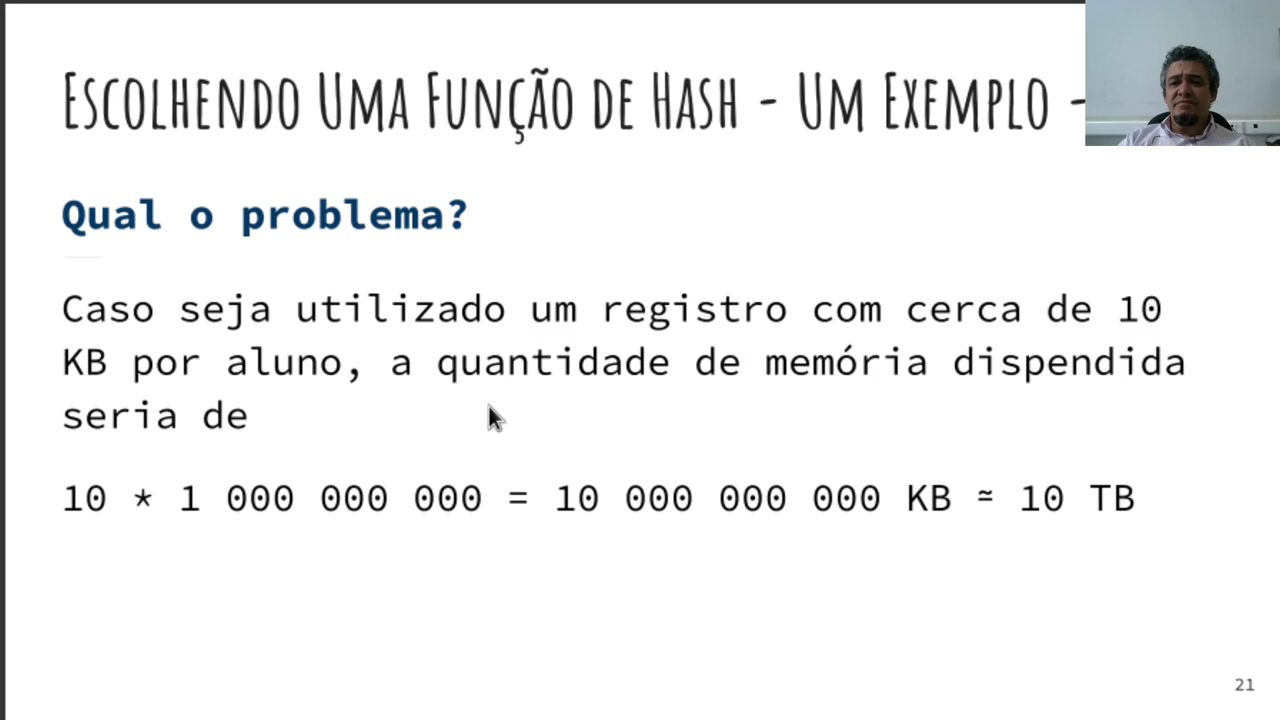 Escolhendo Uma Função de Hash - Um Exemplo -
Qual o problema?
Caso seja utilizado um registro com cerca de 10
KB por aluno, a quantidade de memória dispendida
seria de
10 * 1 000 000 000 = 10 000 000 000 KB ≃ 10 TB
21